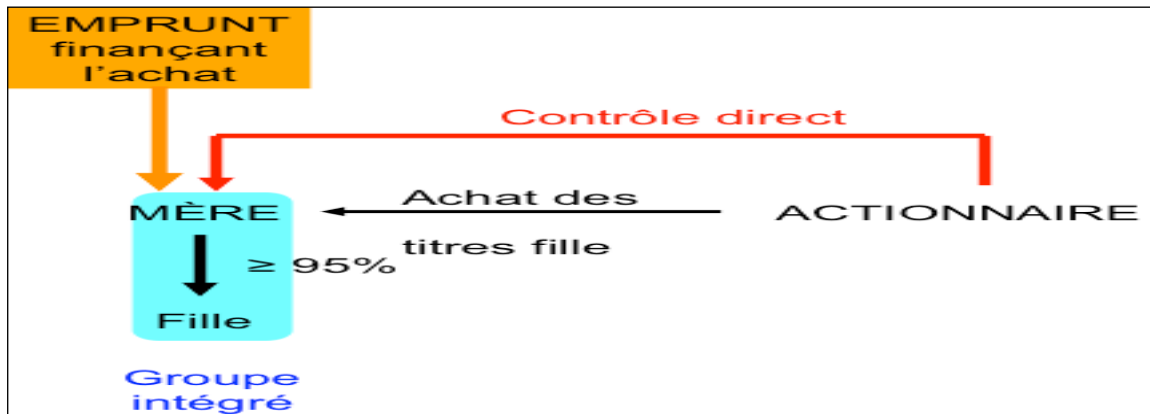 EMPRUNT
finançant
l'achat
Contrôle direct
MÈRE
Achat des
ACTIONNAIRE
titres fille
≥ 95%
Fille
Groupe
intégré